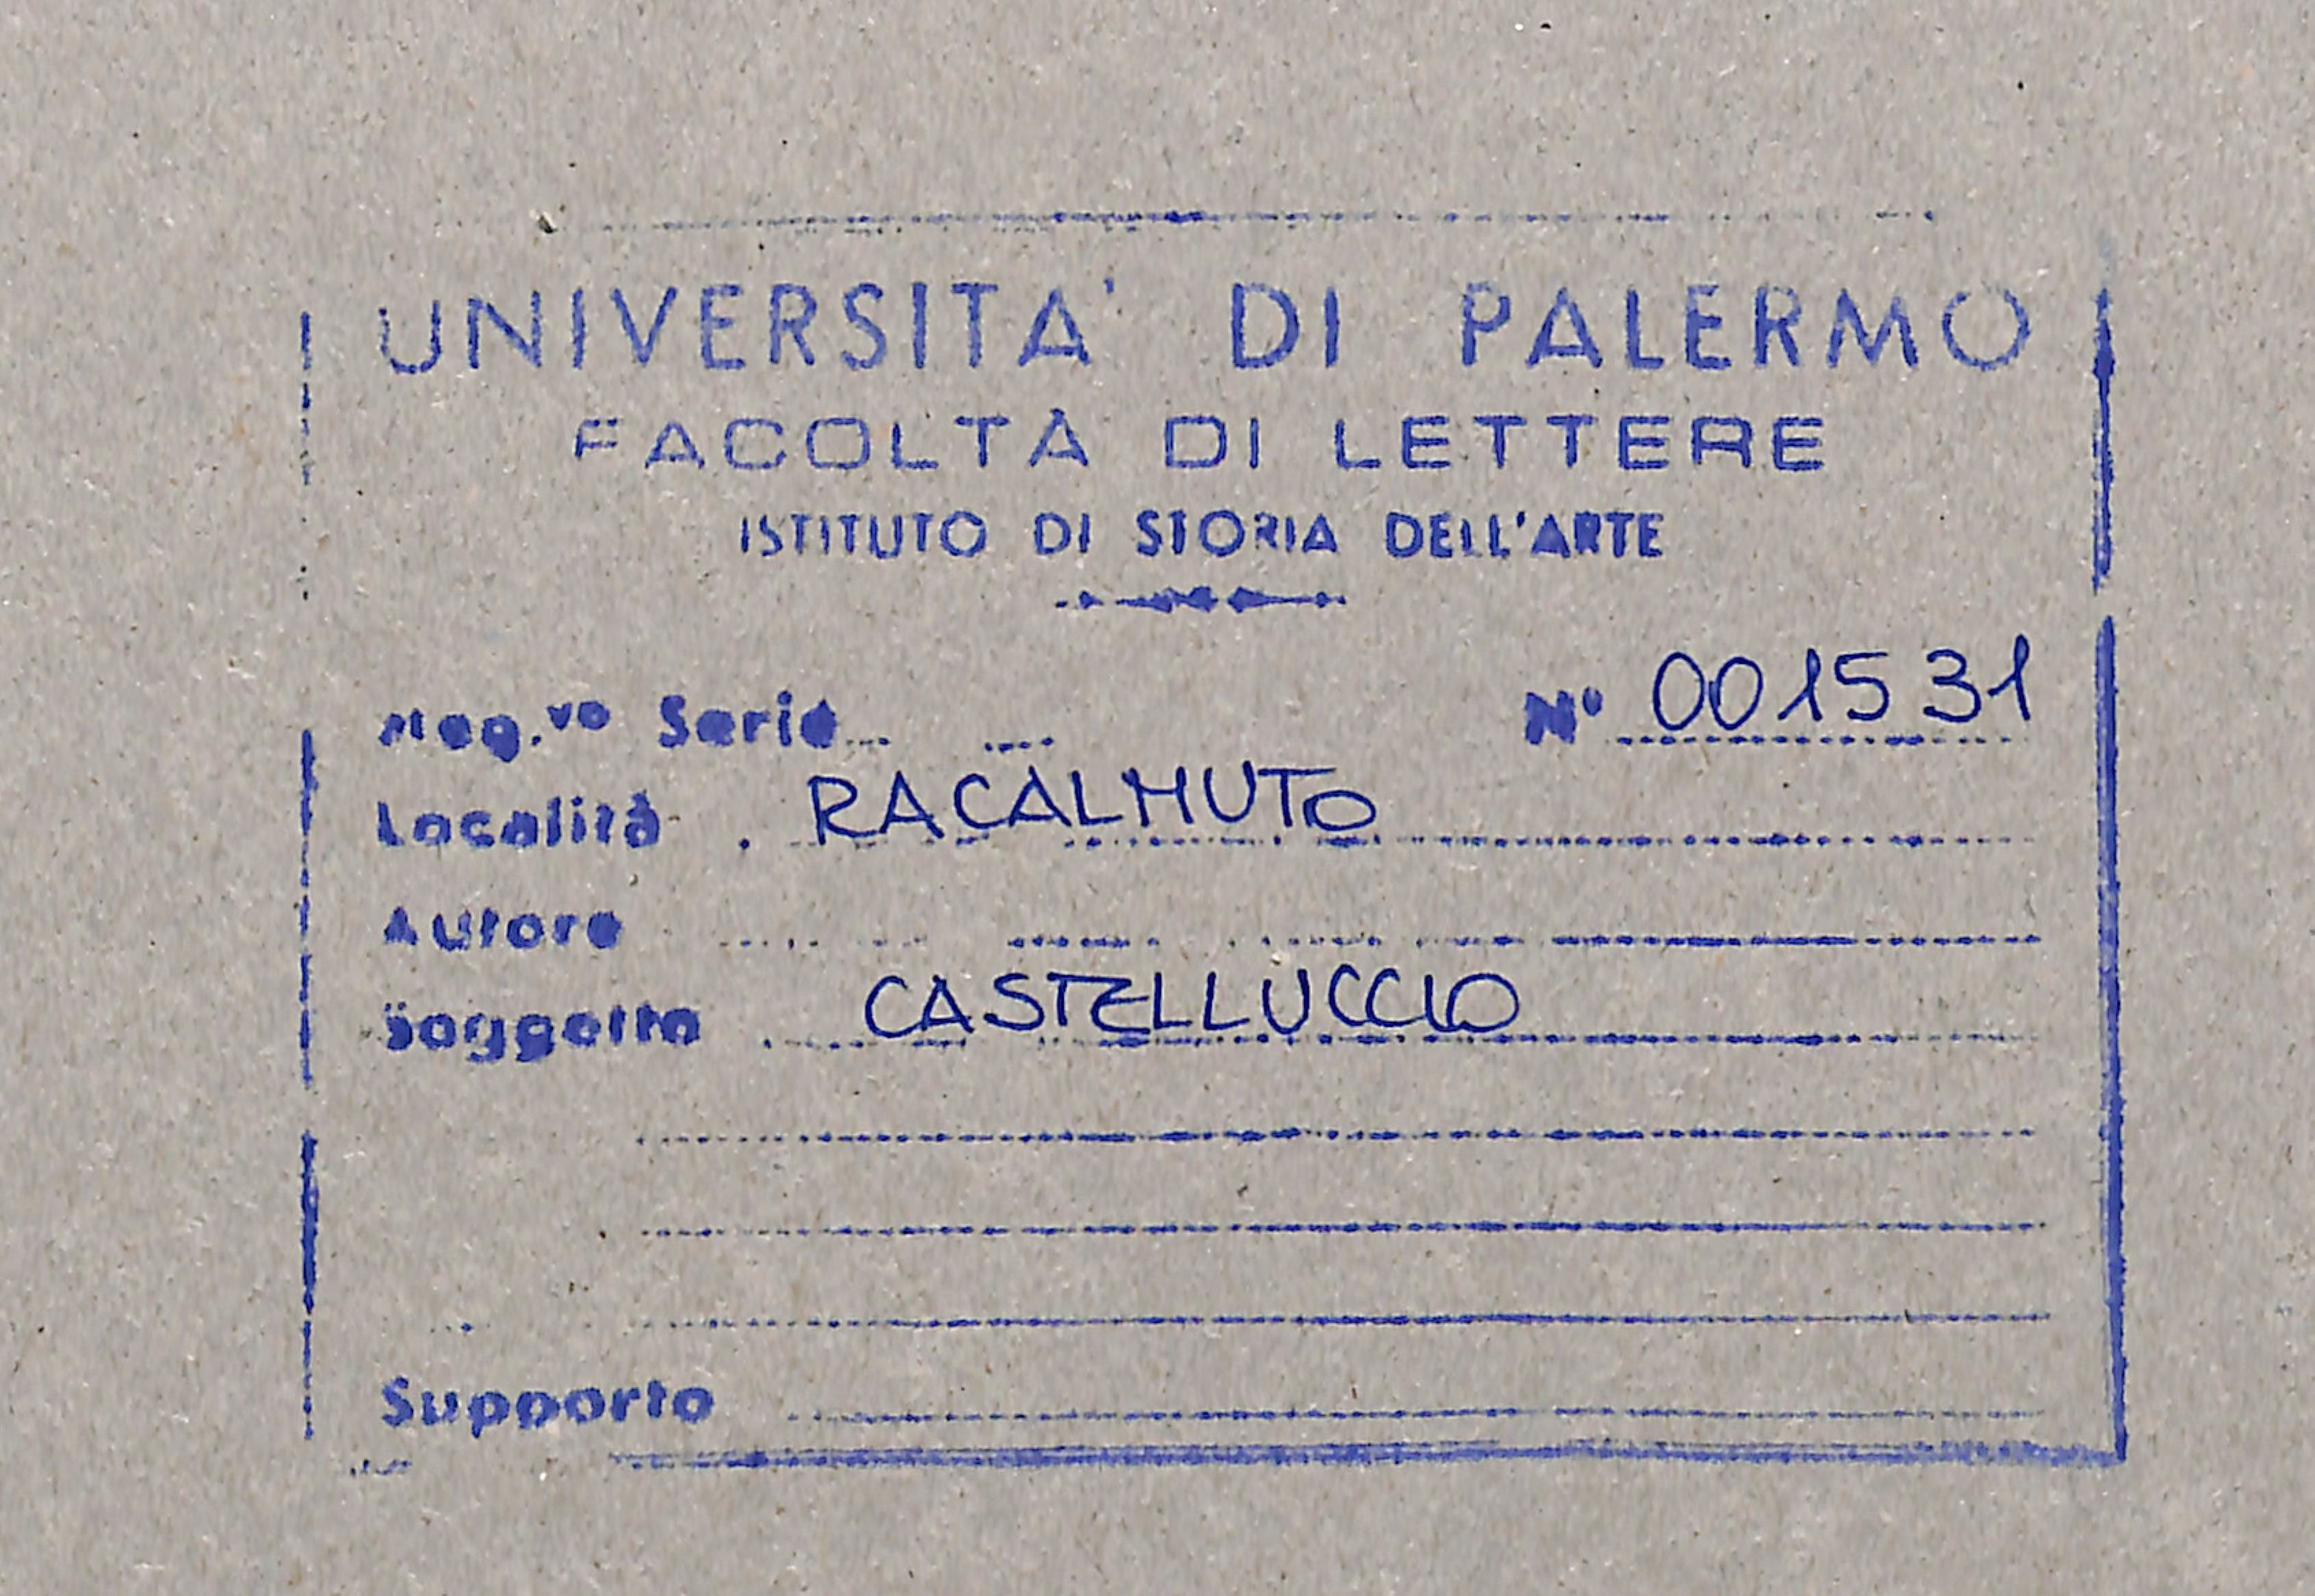 UNIVERSITA' DI PALERMO
FACOLTÀ DI LETTERE
ISTITUTO DI STORIA DELL'ARTE
Neg.vo Serie N° 001531
Località RACALMUTO
Autore
Soggetto CASTELLUCCIO
Supporto